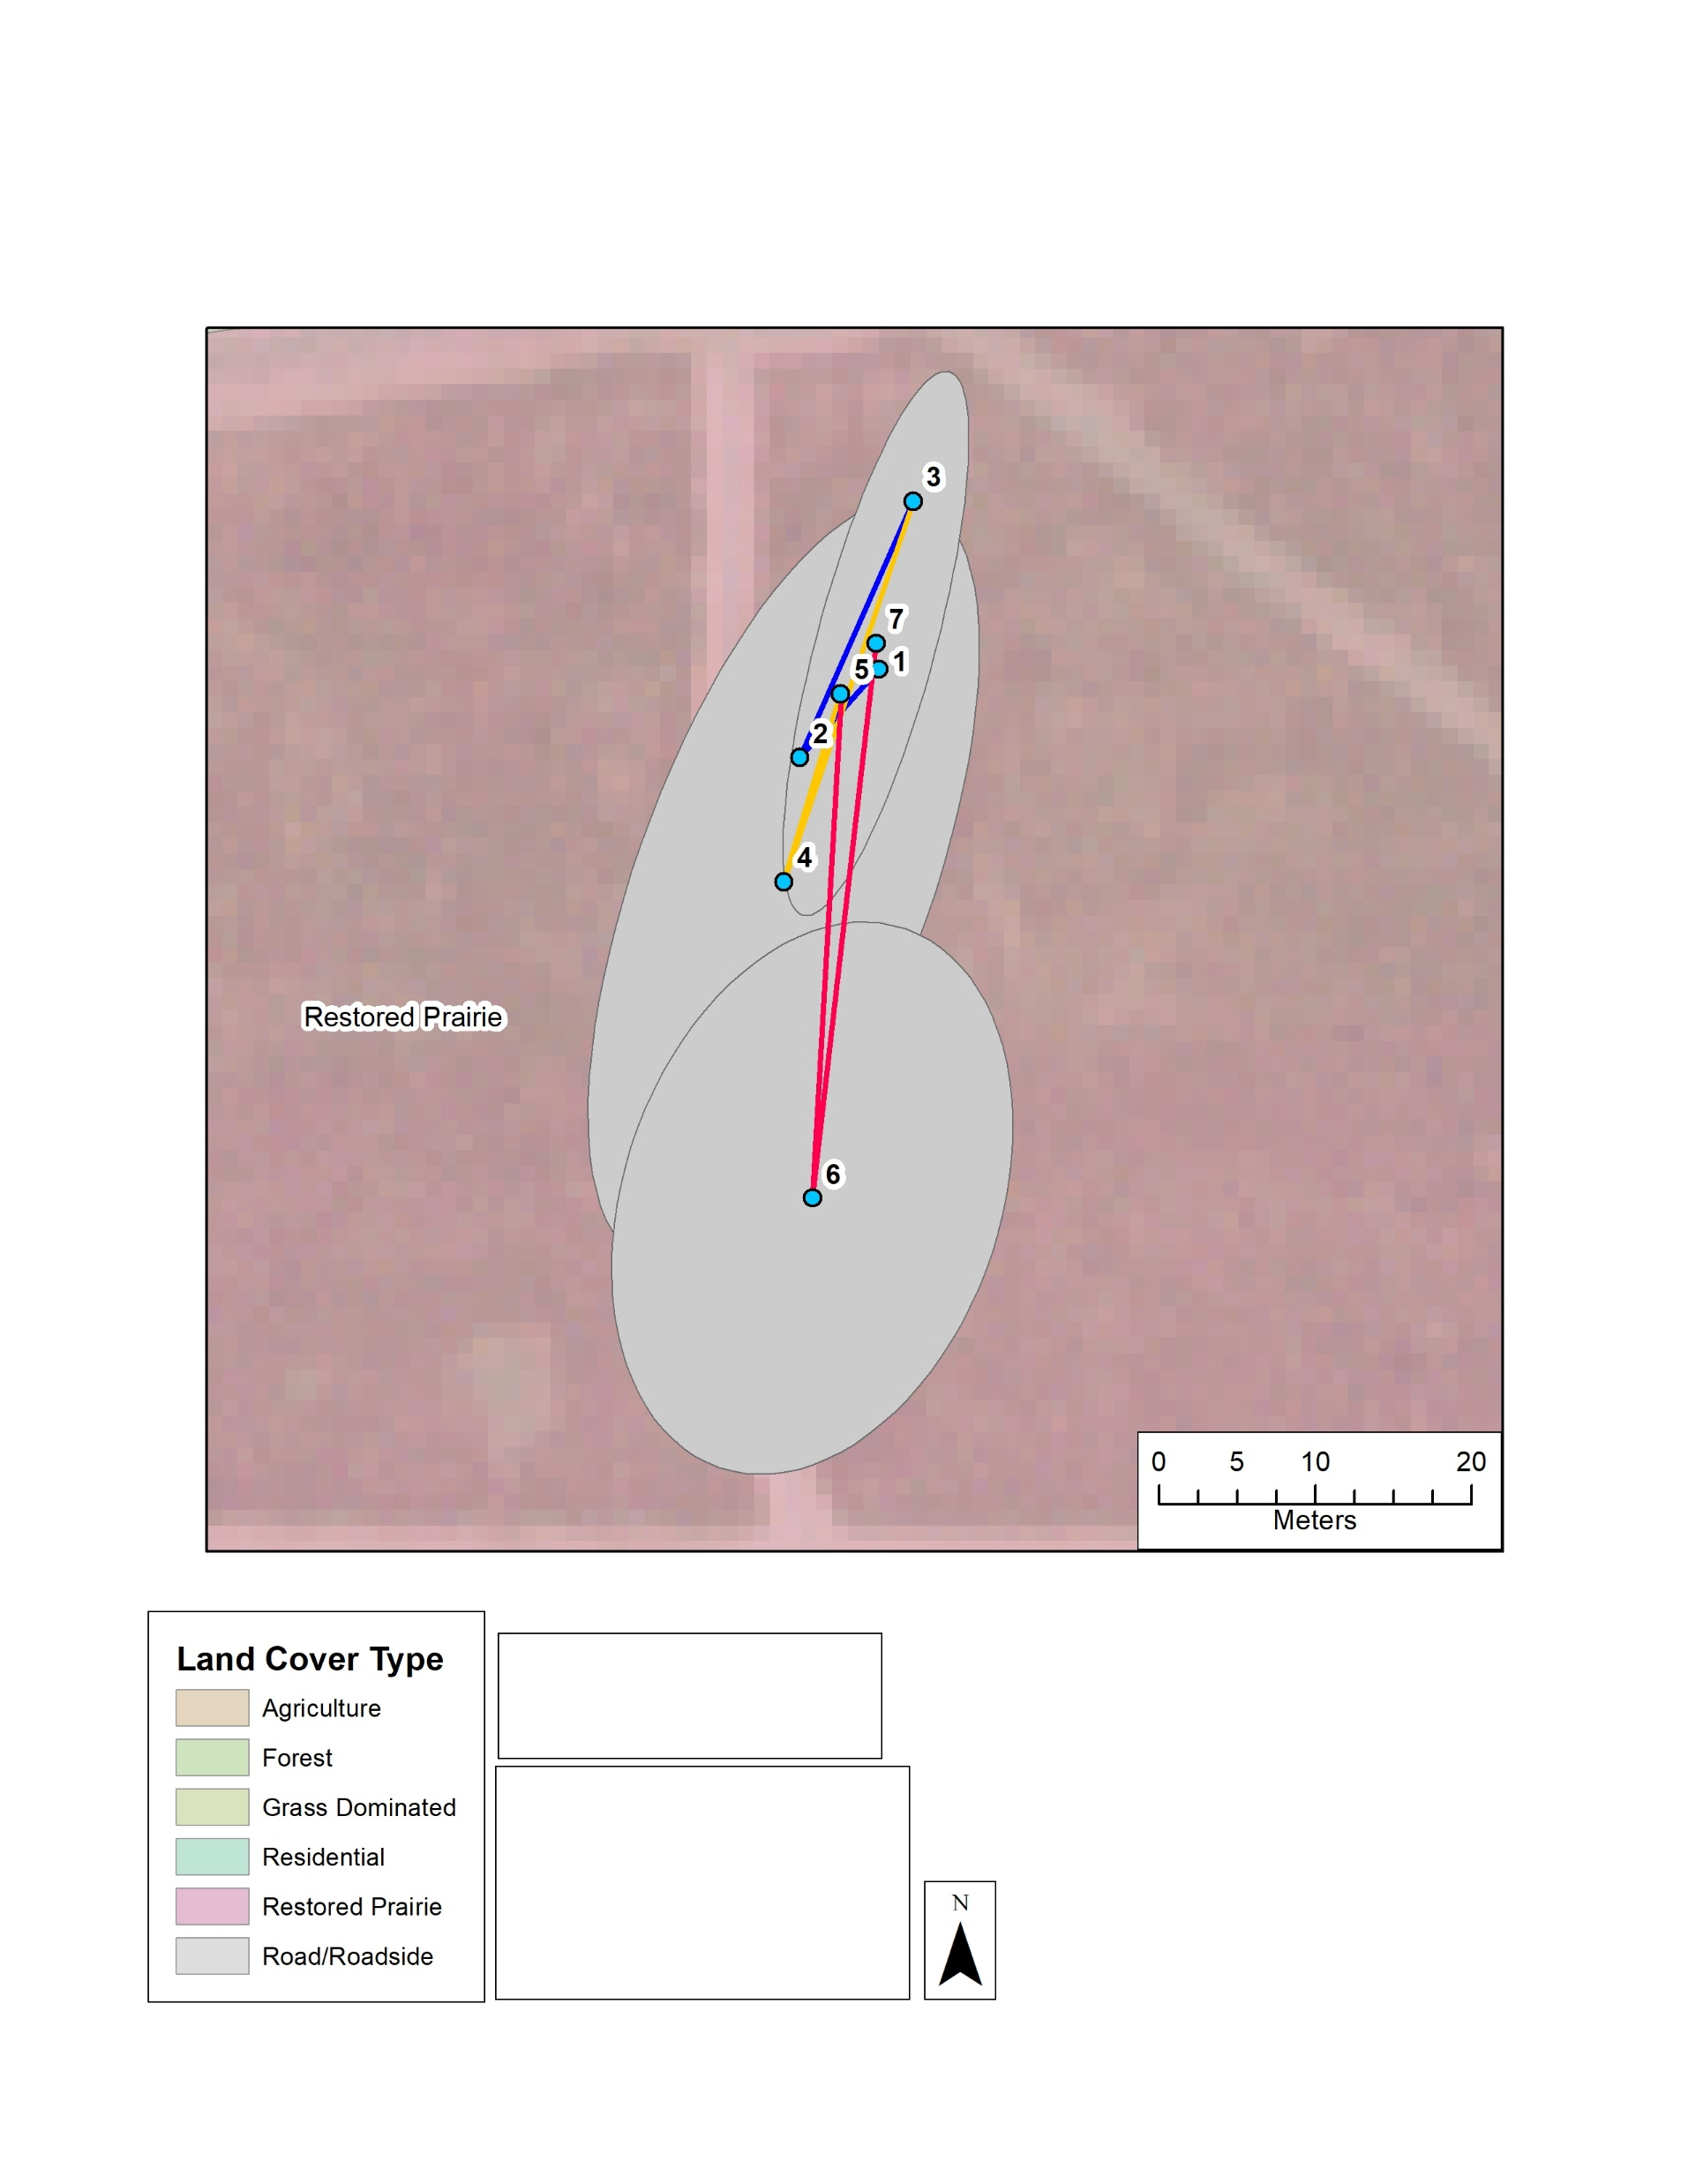 3
7
5 1
2
4
Restored Prairie
6
0 5 10 20
Meters
Land Cover Type
Agriculture
Forest
Grass Dominated
Residential
Restored Prairie
Road/Roadside
N